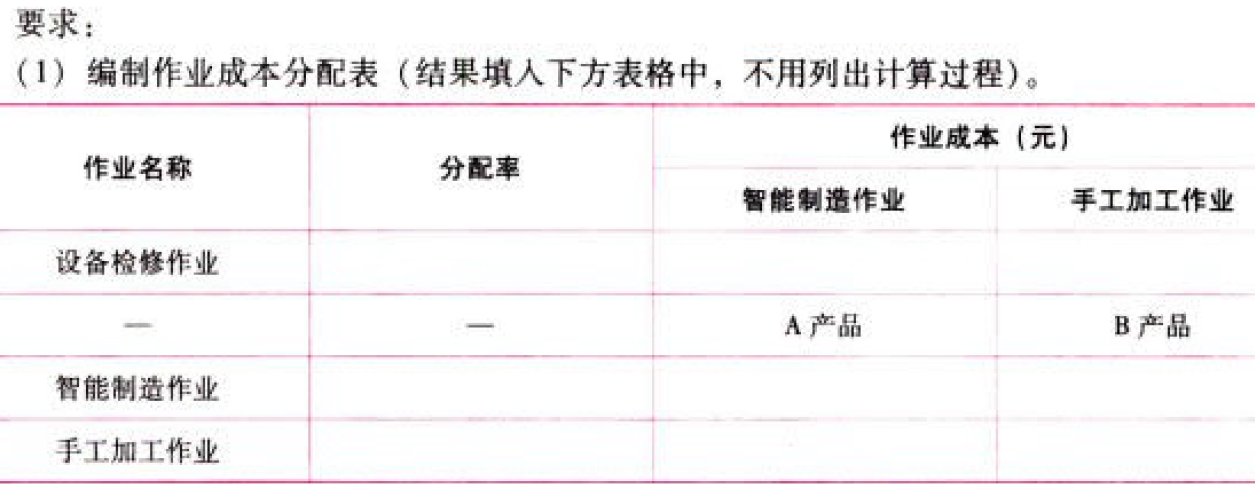 要求：
（1）编制作业成本分配表（结果填入下方表格中，不用列出计算过程）。
作业名称 分配率 作业成本（元）
智能制造作业 手工加工作业
设备检修作业
— — A 产品 B 产品
智能制造作业
手工加工作业